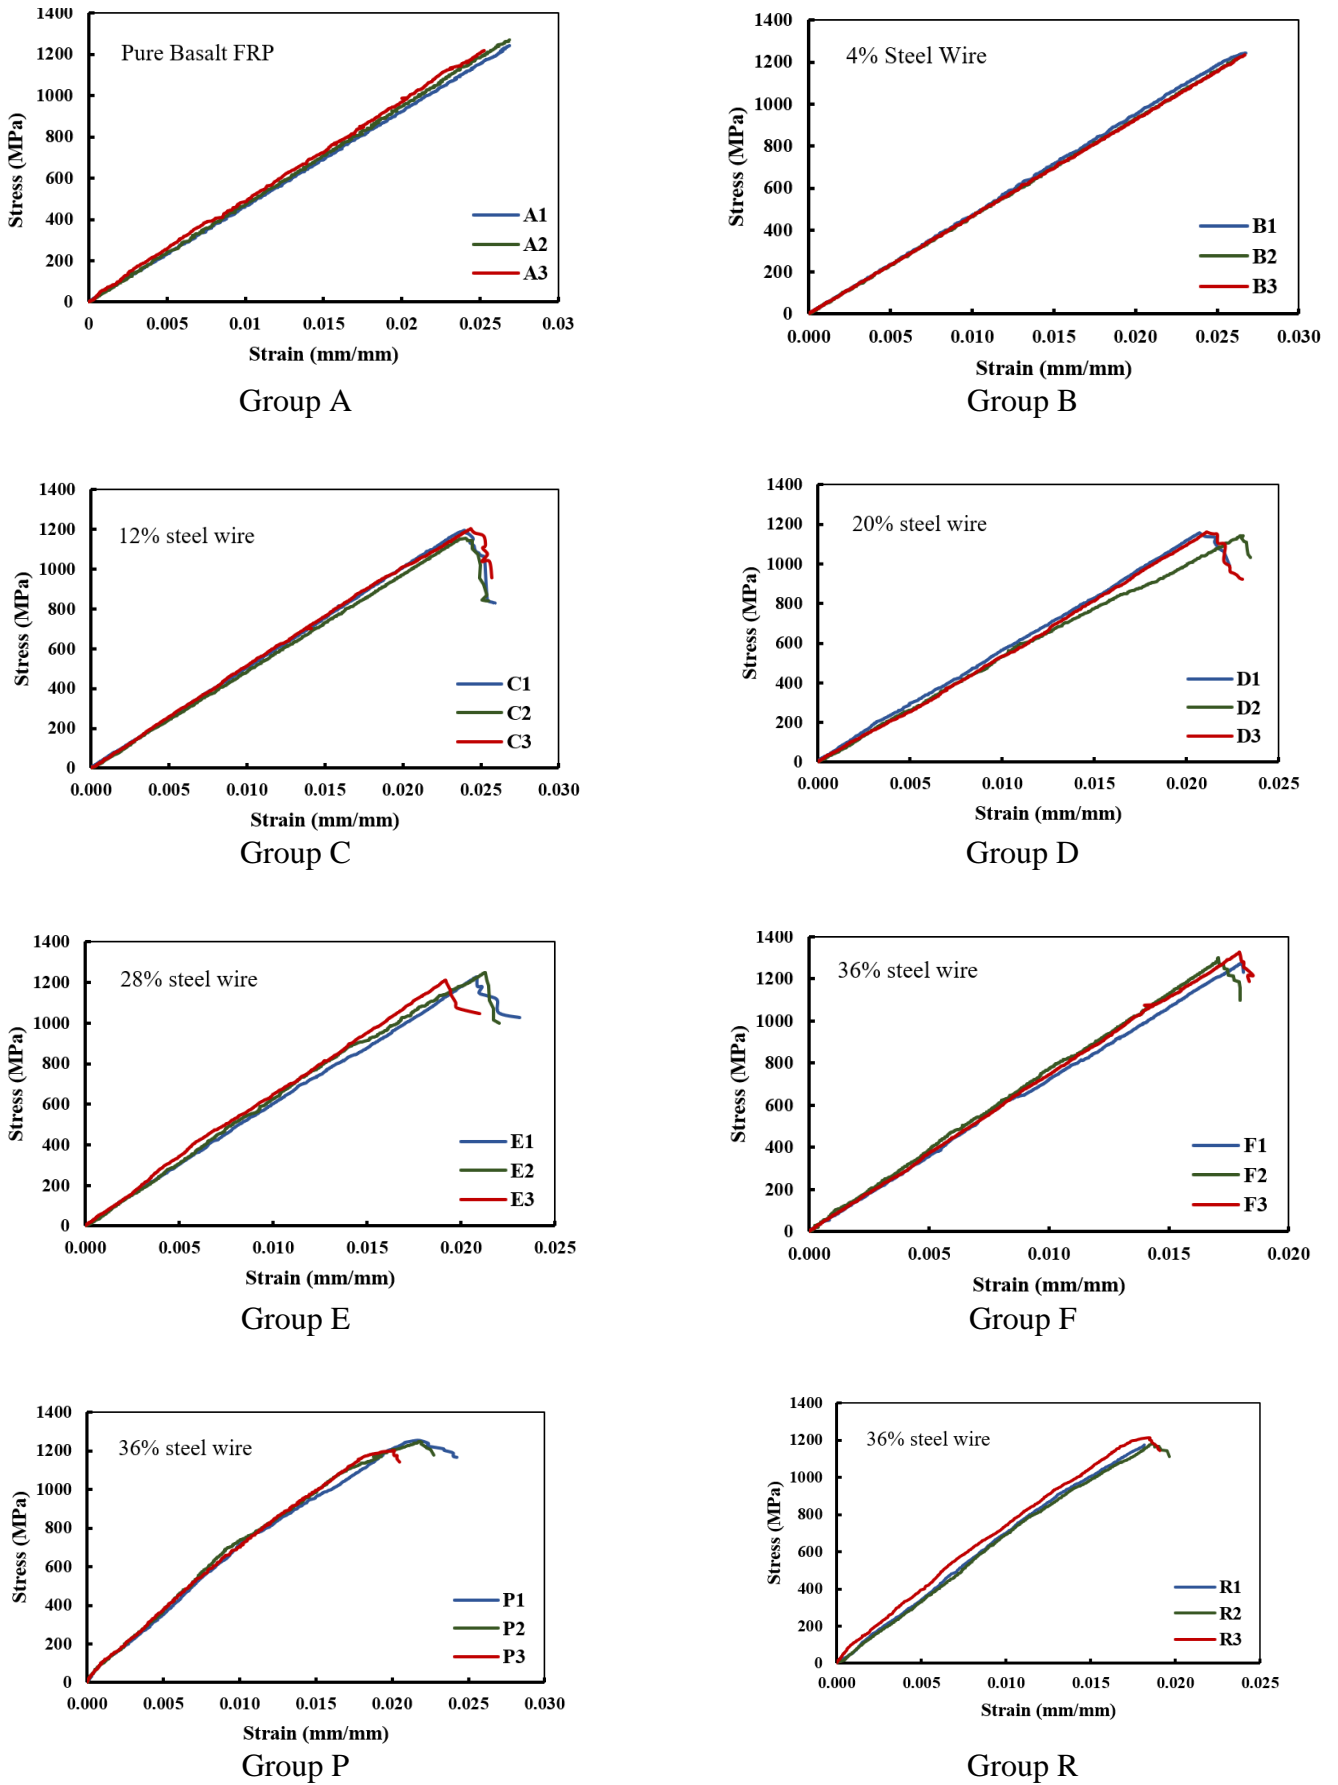 1400
1200
1000
800
600
400
200
0
Stress (MPa)
Pure Basalt FRP
A1
A2
A3
0 0.005 0.01 0.015 0.02 0.025 0.03
Strain (mm/mm)
Group A
1400
1200
1000
800
600
400
200
0
Stress (MPa)
4% Steel Wire
B1
B2
B3
0.000 0.005 0.010 0.015 0.020 0.025 0.030
Strain (mm/mm)
Group B
1400
1200
1000
800
600
400
200
0
Stress (MPa)
12% steel wire
C1
C2
C3
0.000 0.005 0.010 0.015 0.020 0.025 0.030
Strain (mm/mm)
Group C
1400
1200
1000
800
600
400
200
0
Stress (MPa)
20% steel wire
D1
D2
D3
0.000 0.005 0.010 0.015 0.020 0.025
Strain (mm/mm)
Group D
1400
1200
1000
800
600
400
200
0
Stress (MPa)
28% steel wire
E1
E2
E3
0.000 0.005 0.010 0.015 0.020 0.025
Strain (mm/mm)
Group E
1400
1200
1000
800
600
400
200
0
Stress (MPa)
36% steel wire
F1
F2
F3
0.000 0.005 0.010 0.015 0.020
Strain (mm/mm)
Group F
1400
1200
1000
800
600
400
200
0
Stress (MPa)
36% steel wire
P1
P2
P3
0.000 0.005 0.010 0.015 0.020 0.025 0.030
Strain (mm/mm)
Group P
1400
1200
1000
800
600
400
200
0
Stress (MPa)
36% steel wire
R1
R2
R3
0.000 0.005 0.010 0.015 0.020 0.025
Strain (mm/mm)
Group R